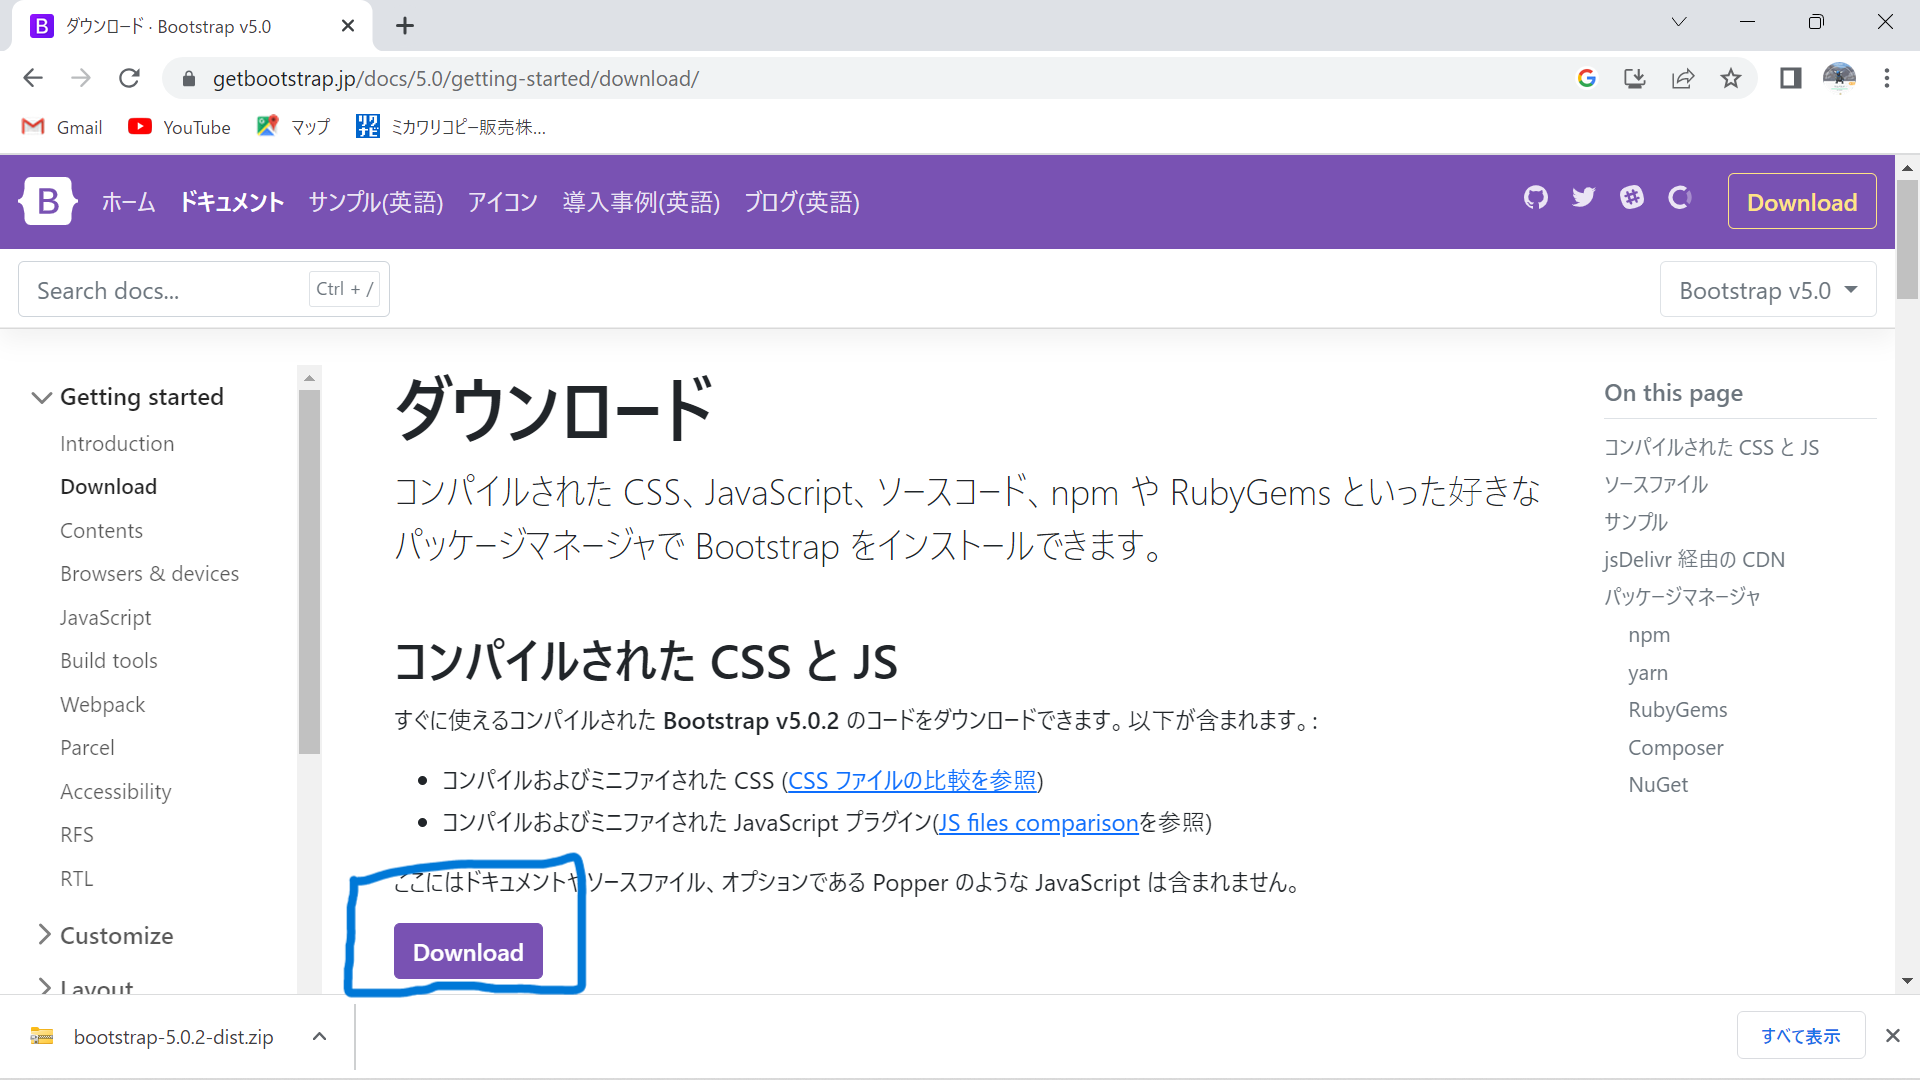 ダウンロード · Bootstrap v5.0
getbootstrap.jp/docs/5.0/getting-started/download/
Gmail YouTube マップ ミカワリコピー販売株...
B ホーム ドキュメント サンプル(英語) アイコン 導入事例(英語) ブログ(英語) Download
Search docs... Ctrl + / Bootstrap v5.0
Getting started
Introduction
Download
Contents
Browsers & devices
JavaScript
Build tools
Webpack
Parcel
Accessibility
RFS
RTL
Customize
Layout
ダウンロード
コンパイルされた CSS、JavaScript、ソースコード、npm や RubyGems といった好きな
パッケージマネージャで Bootstrap をインストールできます。
コンパイルされた CSS と JS
すぐに使えるコンパイルされた Bootstrap v5.0.2 のコードをダウンロードできます。以下が含まれます。:
コンパイルおよびミニファイされた CSS (CSS ファイルの比較を参照)
コンパイルおよびミニファイされた JavaScript プラグイン(JS files comparisonを参照)
ここにはドキュメントやソースファイル、オプションである Popper のような JavaScript は含まれません。
Download
On this page
コンパイルされた CSS と JS
ソースファイル
サンプル
jsDelivr 経由の CDN
パッケージマネージャ
npm
yarn
RubyGems
Composer
NuGet
bootstrap-5.0.2-dist.zip すべて表示